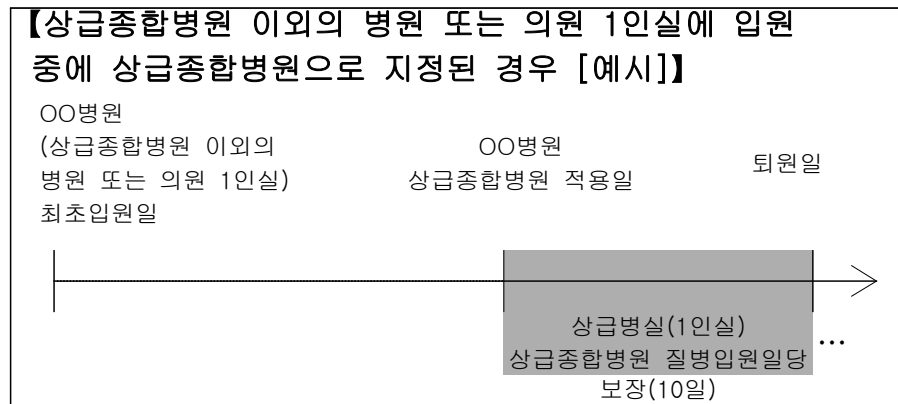 【상급종합병원 이외의 병원 또는 의원 1인실에 입원
중에 상급종합병원으로 지정된 경우 [예시]】
OO병원
(상급종합병원 이외의
병원 또는 의원 1인실)
최초입원일
OO병원
상급종합병원 적용일
퇴원일
상급병실(1인실)
상급종합병원 질병입원일당
보장(10일)
…